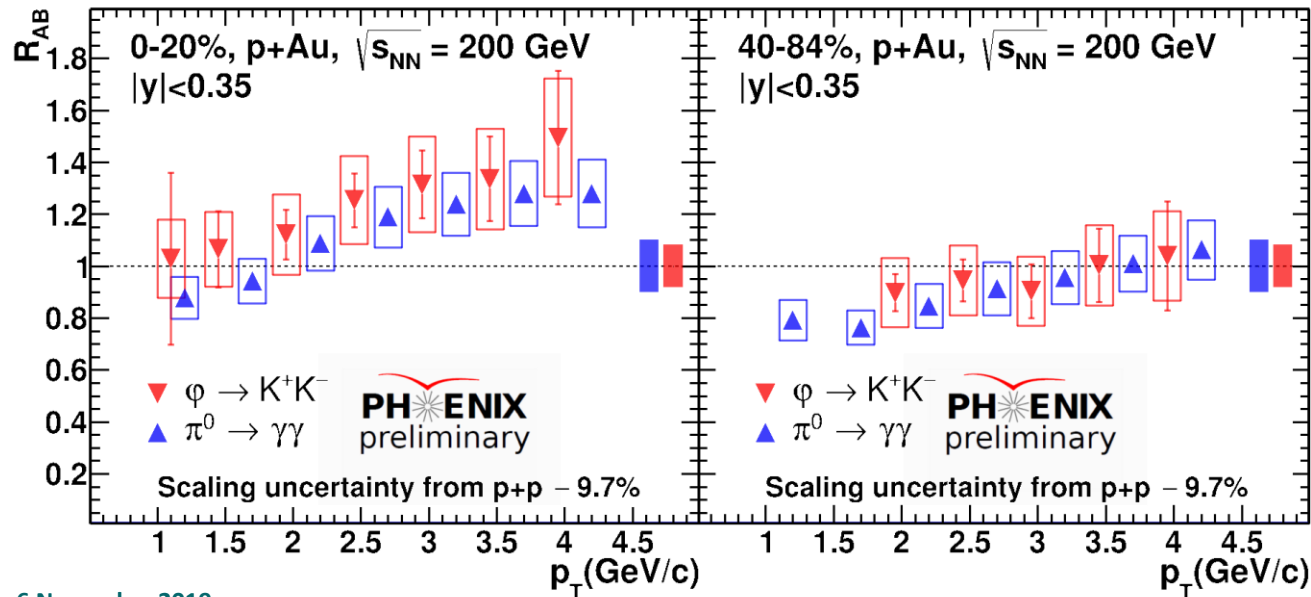 R_AB
0-20%, p+Au, √s_NN = 200 GeV
|y|<0.35
1.8
1.6
1.4
1.2
1
0.8
0.6
0.4
0.2
φ → K⁺K⁻
π⁰ → γγ
PHENIX
preliminary
Scaling uncertainty from p+p − 9.7%
1 1.5 2 2.5 3 3.5 4 4.5
p_T(GeV/c)
40-84%, p+Au, √s_NN = 200 GeV
|y|<0.35
φ → K⁺K⁻
π⁰ → γγ
PHENIX
preliminary
Scaling uncertainty from p+p − 9.7%
1 1.5 2 2.5 3 3.5 4 4.5
p_T(GeV/c)